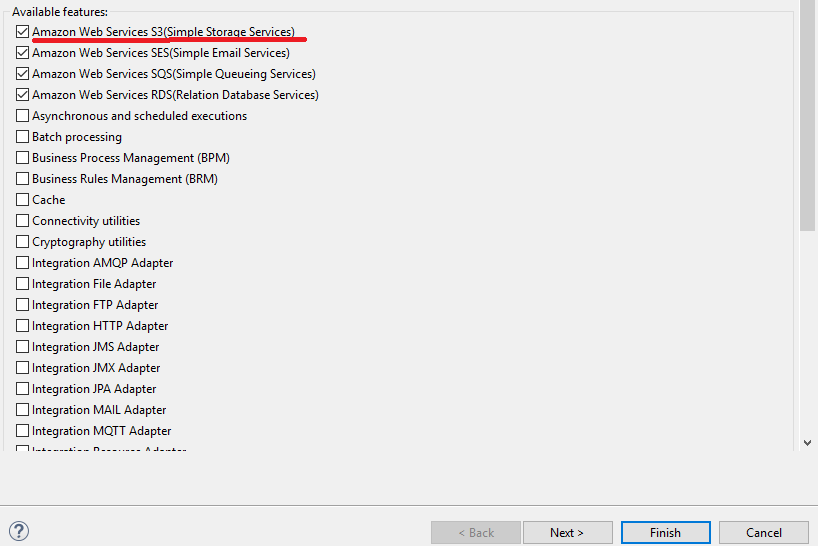 Available features:
Amazon Web Services S3(Simple Storage Services)
Amazon Web Services SES(Simple Email Services)
Amazon Web Services SQS(Simple Queueing Services)
Amazon Web Services RDS(Relation Database Services)
Asynchronous and scheduled executions
Batch processing
Business Process Management (BPM)
Business Rules Management (BRM)
Cache
Connectivity utilities
Cryptography utilities
Integration AMQP Adapter
Integration File Adapter
Integration FTP Adapter
Integration HTTP Adapter
Integration JMS Adapter
Integration JMX Adapter
Integration JPA Adapter
Integration MAIL Adapter
Integration MQTT Adapter
Integration Resource Adapter
? < Back Next > Finish Cancel